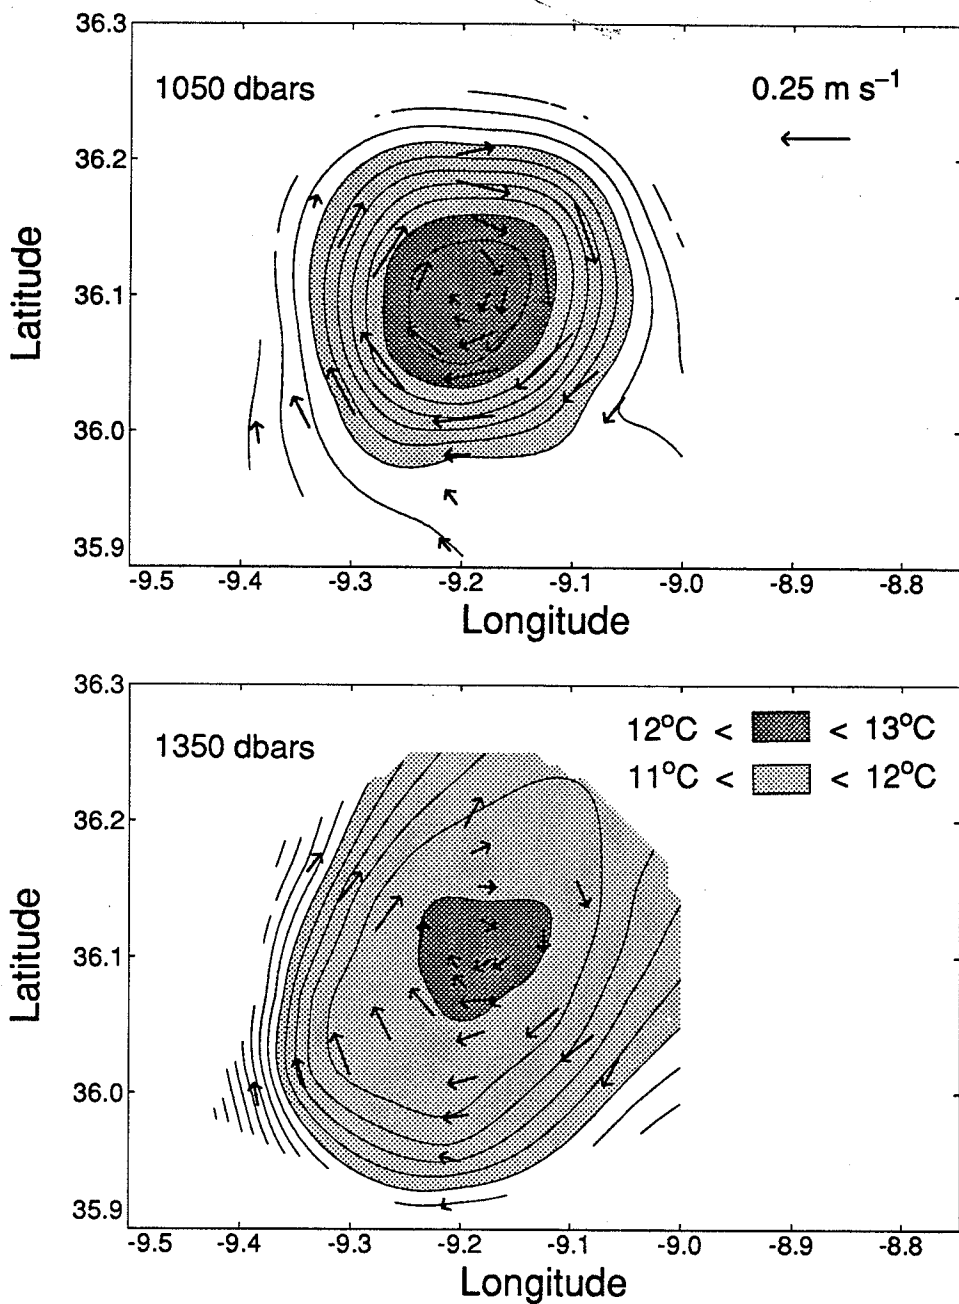 36.3
1050 dbars
0.25 m s⁻¹
36.2
36.1
36.0
35.9
Latitude
-9.5 -9.4 -9.3 -9.2 -9.1 -9.0 -8.9 -8.8
Longitude
36.3
1350 dbars
12°C < < 13°C
11°C < < 12°C
36.2
36.1
36.0
35.9
Latitude
-9.5 -9.4 -9.3 -9.2 -9.1 -9.0 -8.9 -8.8
Longitude